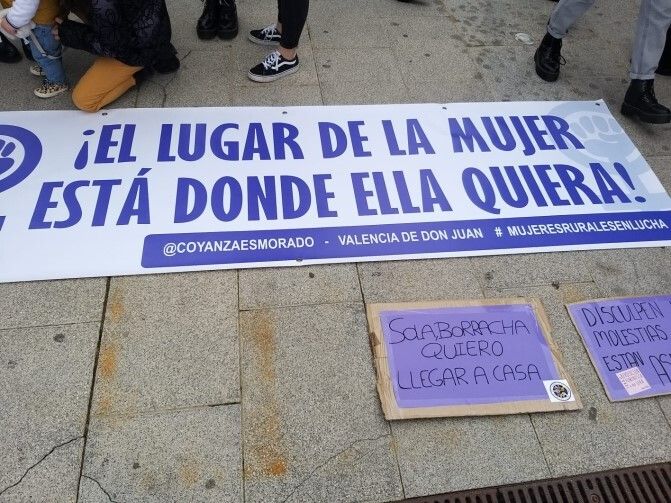 ¡EL LUGAR DE LA MUJER
ESTÁ DONDE ELLA QUIERA!
@COYANZAESMORADO - VALENCIA DE DON JUAN # MUJERESRURALESENLUCHA
SOLA, BORRACHA
QUIERO
LLEGAR A CASA
DISCULPEN
MOLESTIAS
ESTAN